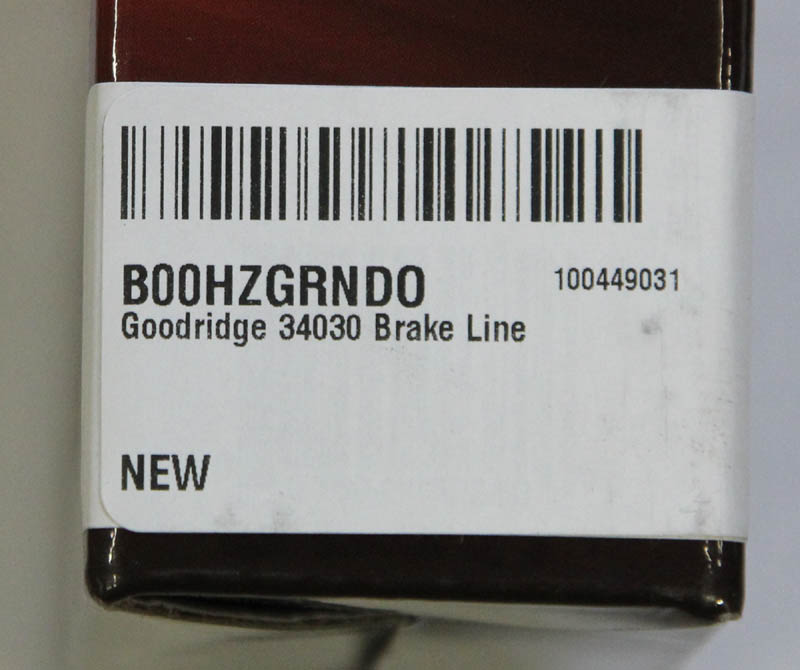 B00HZGRNDO 100449031
Goodridge 34030 Brake Line
NEW